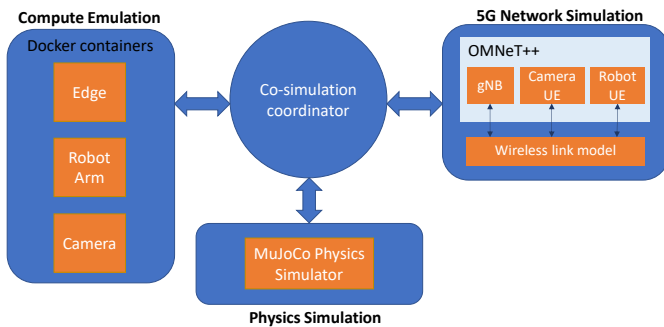 Compute Emulation
Docker containers
Edge
Robot
Arm
Camera
Co-simulation
coordinator
5G Network Simulation
OMNeT++
gNB
Camera
UE
Robot
UE
Wireless link model
MuJoCo Physics
Simulator
Physics Simulation